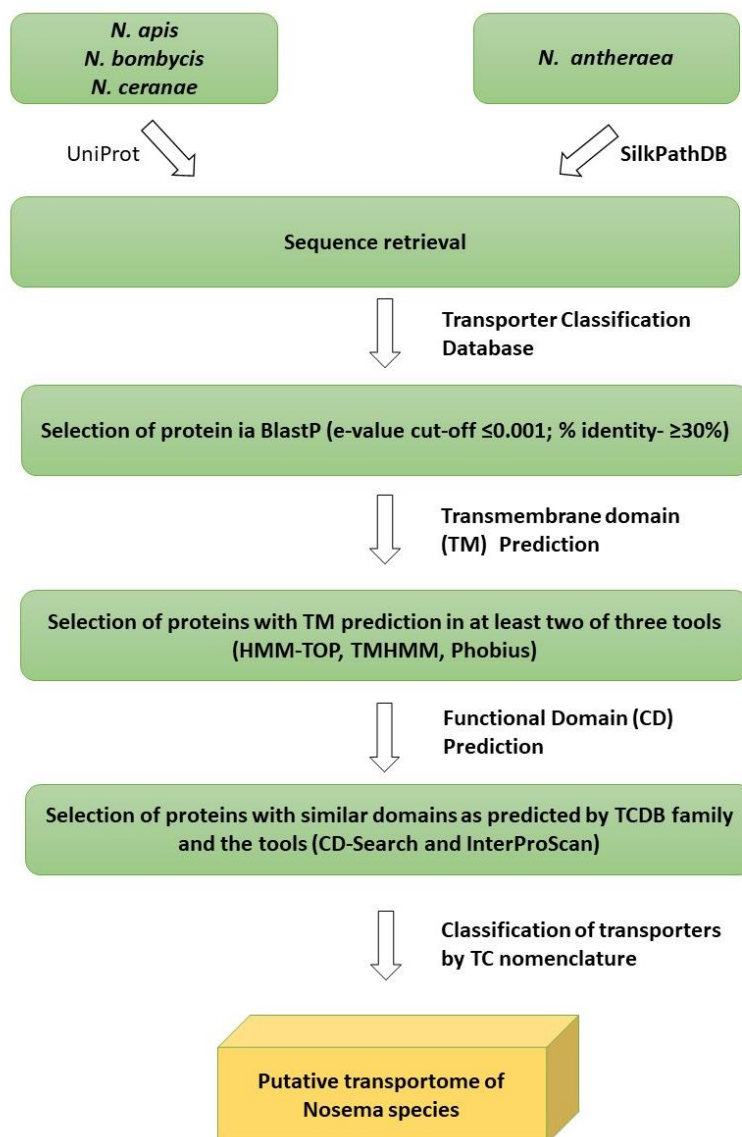 N. apis
N. bombycis
N. ceranae
N. antheraea
UniProt
SilkPathDB
Sequence retrieval
Transporter Classification
Database
Selection of protein ia BlastP (e-value cut-off ≤0.001; % identity- ≥30%)
Transmembrane domain
(TM) Prediction
Selection of proteins with TM prediction in at least two of three tools
(HMM-TOP, TMHMM, Phobius)
Functional Domain (CD)
Prediction
Selection of proteins with similar domains as predicted by TCDB family
and the tools (CD-Search and InterProScan)
Classification of transporters
by TC nomenclature
Putative transportome of
Nosema species